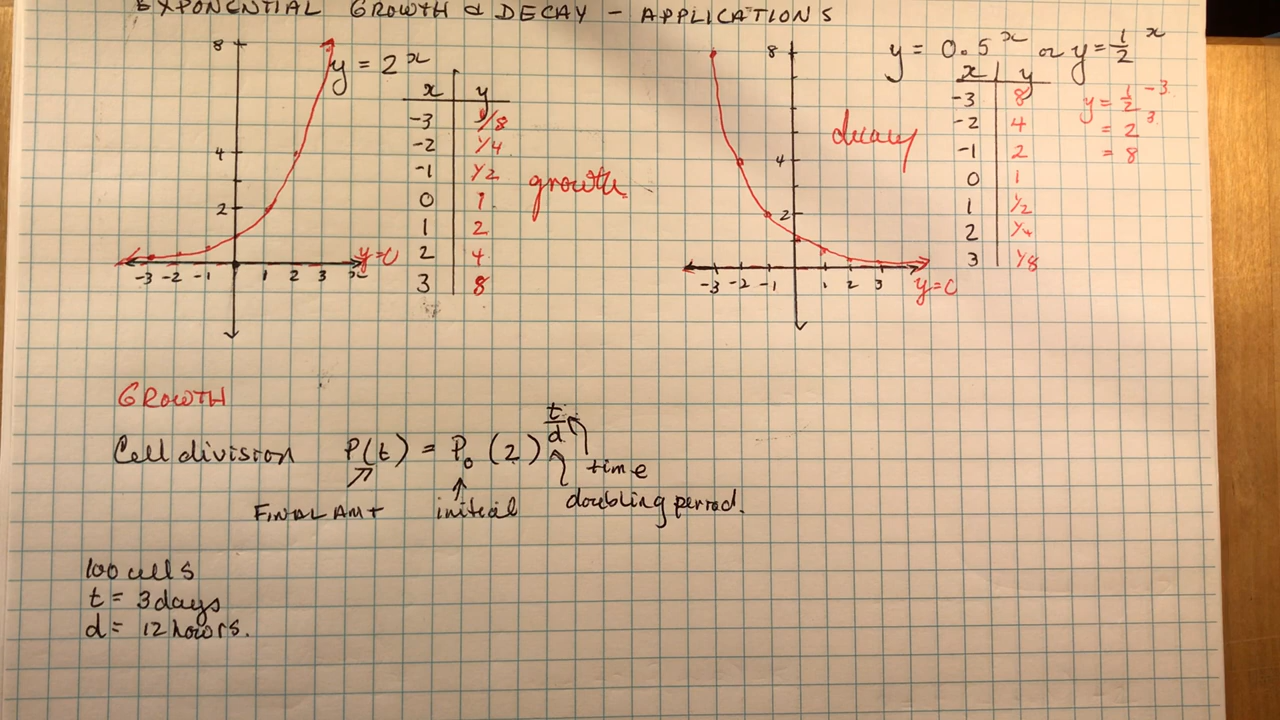 EXPONENTIAL GROWTH & DECAY - APPLICATIONS
8
4
2
-3 -2 -1 1 2 3
y=0
y = 2^x
x | y
-3 | 1/8
-2 | 1/4
-1 | 1/2
0 | 1
1 | 2
2 | 4
3 | 8
growth
8
4
2
-3 -2 -1 1 2 3
y=0
decay
y = 0.5^x or y = 1/2^x
x | y
-3 | 8
-2 | 4
-1 | 2
0 | 1
1 | 1/2
2 | 1/4
3 | 1/8
y = 1/2^-3
= 2^3
= 8
GROWTH
Cell division P(t) = P₀ (2)^t/d
time
FINAL AMT initial doubling period.
100 cells
t = 3 days
d = 12 hours.